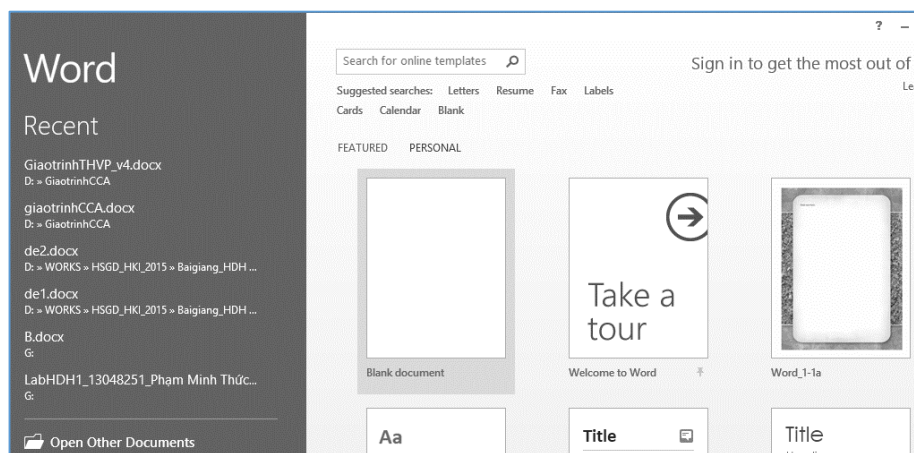 Word
Recent
GiaotrinhTHVP_v4.docx
D: » GiaotrinhCCA
giaotrinhCCA.docx
D: » GiaotrinhCCA
de2.docx
D: » WORKS » HSGD_HKI_2015 » Baigiang_HDH ...
de1.docx
D: » WORKS » HSGD_HKI_2015 » Baigiang_HDH ...
B.docx
G:
LabHDH1_13048251_Phạm Minh Thức...
G:
Open Other Documents
?
Search for online templates
Sign in to get the most out of
Le
Suggested searches: Letters Resume Fax Labels
Cards Calendar Blank
FEATURED PERSONAL
Take a
tour
Blank document
Welcome to Word
Word_1-1a
Aa
Title
Title